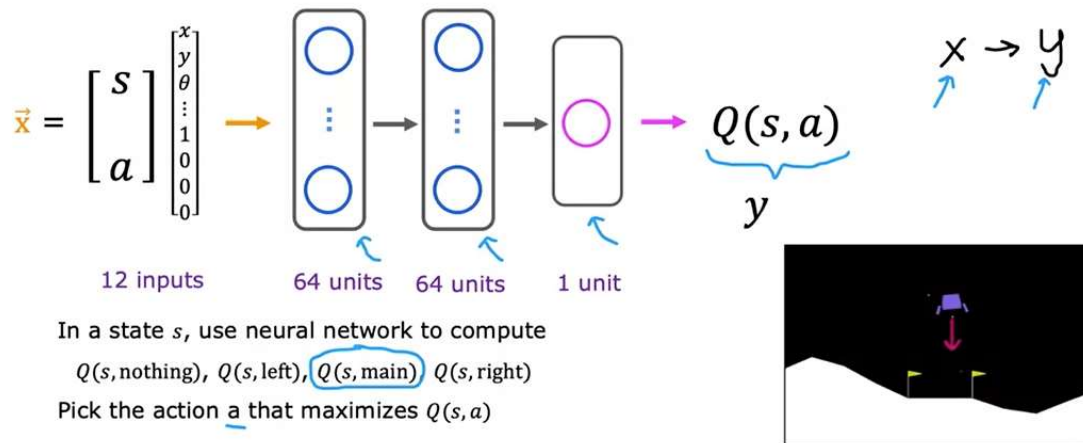 x → y
x⃗ = [s a] [x y θ ⋮ 1 0 0 0]
Q(s, a)
y
12 inputs
64 units
64 units
1 unit
In a state s, use neural network to compute
Q(s, nothing), Q(s, left), Q(s, main) Q(s, right)
Pick the action a that maximizes Q(s, a)